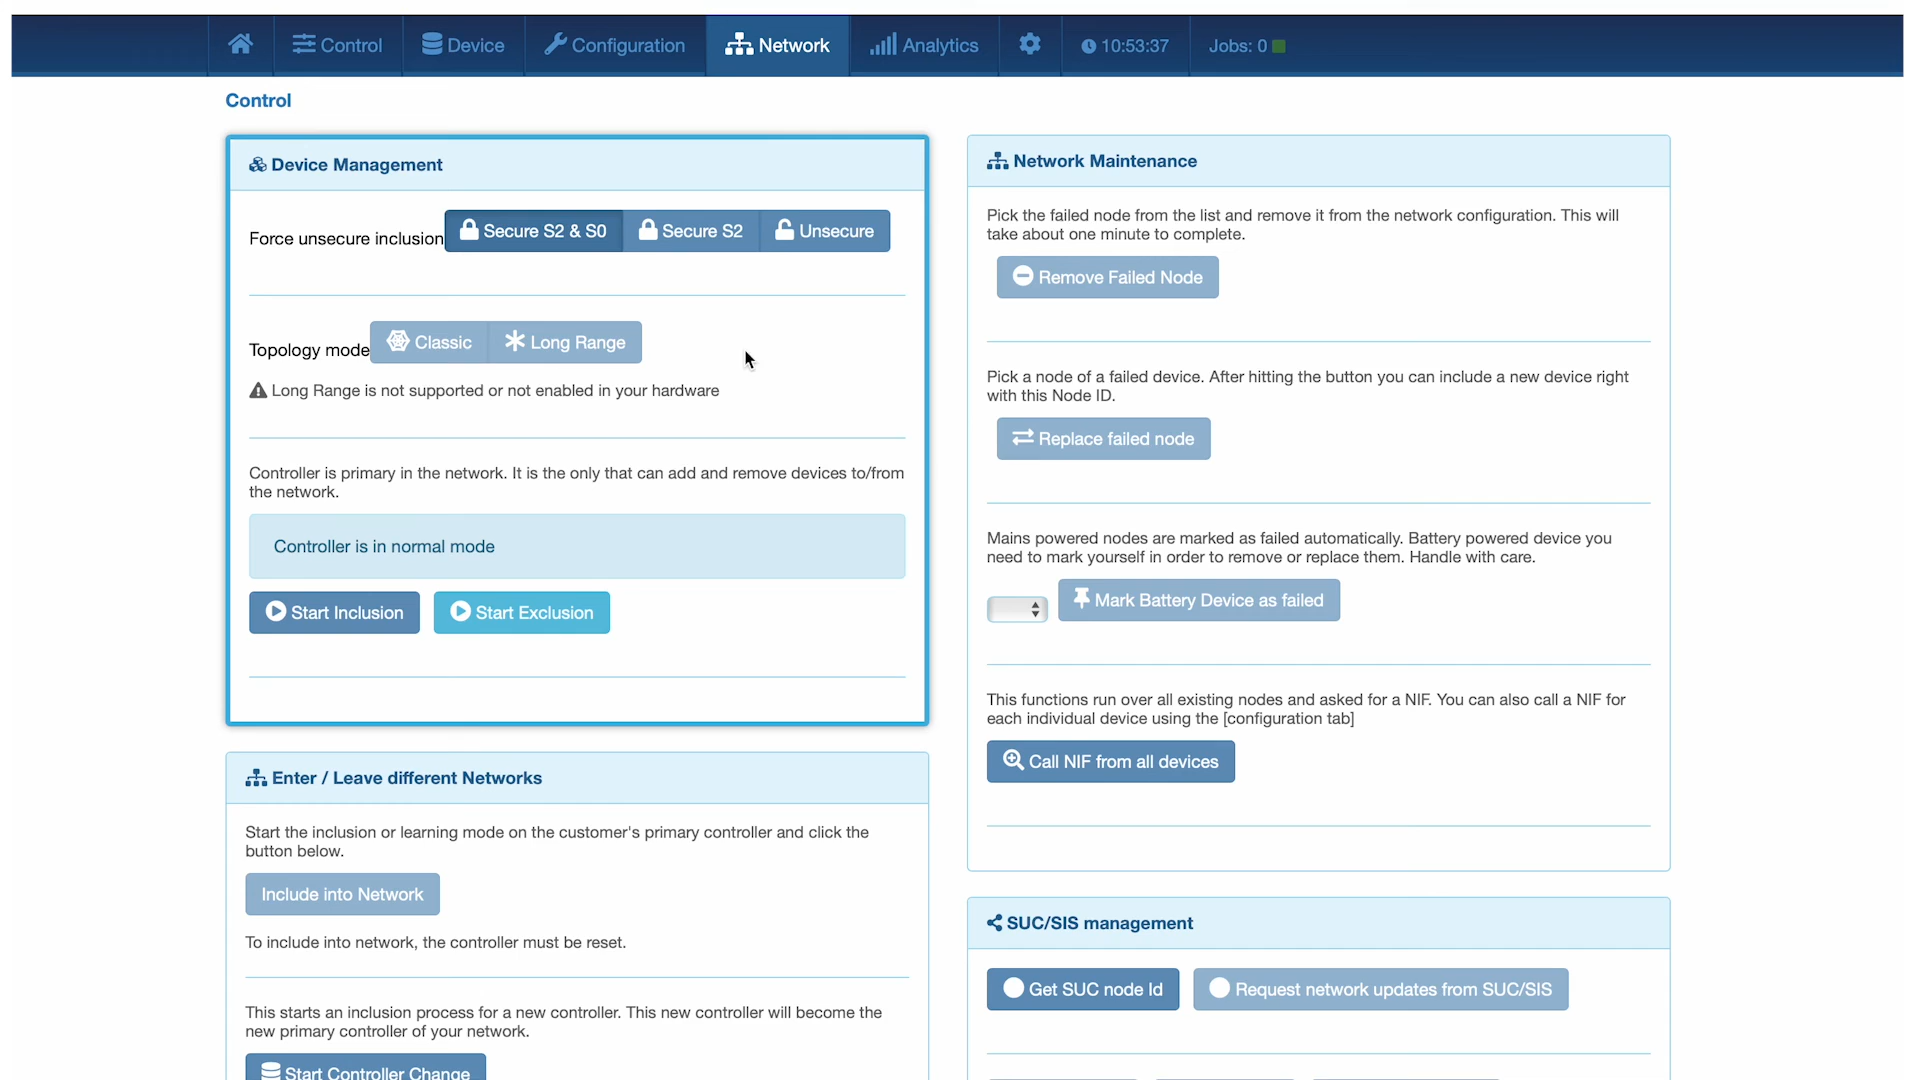 Control
Device
Configuration
Network
Analytics
10:53:37
Jobs: 0
Control
Device Management
Force unsecure inclusion
Secure S2 & S0
Secure S2
Unsecure
Topology mode
Classic
Long Range
Long Range is not supported or not enabled in your hardware
Controller is primary in the network. It is the only that can add and remove devices to/from
the network.
Controller is in normal mode
Start Inclusion
Start Exclusion
Enter / Leave different Networks
Start the inclusion or learning mode on the customer's primary controller and click the
button below.
Include into Network
To include into network, the controller must be reset.
This starts an inclusion process for a new controller. This new controller will become the
new primary controller of your network.
Start Controller Change
Network Maintenance
Pick the failed node from the list and remove it from the network configuration. This will
take about one minute to complete.
Remove Failed Node
Pick a node of a failed device. After hitting the button you can include a new device right
with this Node ID.
Replace failed node
Mains powered nodes are marked as failed automatically. Battery powered device you
need to mark yourself in order to remove or replace them. Handle with care.
Mark Battery Device as failed
This functions run over all existing nodes and asked for a NIF. You can also call a NIF for
each individual device using the [configuration tab]
Call NIF from all devices
SUC/SIS management
Get SUC node Id
Request network updates from SUC/SIS